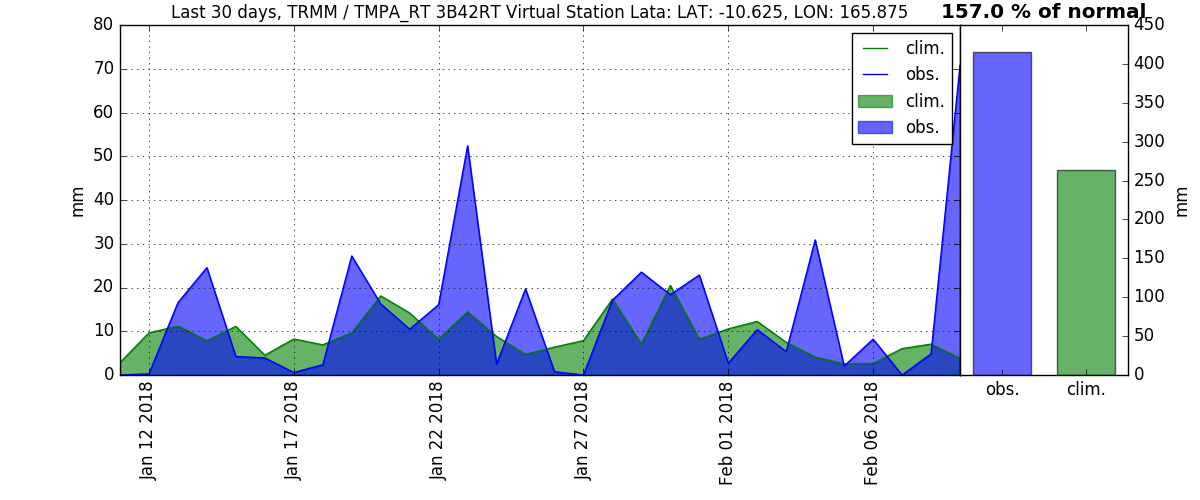 Last 30 days, TRMM / TMPA_RT 3B42RT Virtual Station Lata: LAT: -10.625, LON: 165.875
157.0 % of normal
80
70
60
50
40
30
20
10
0
mm
clim.
obs.
clim.
obs.
Jan 12 2018
Jan 17 2018
Jan 22 2018
Jan 27 2018
Feb 01 2018
Feb 06 2018
450
400
350
300
250
200
150
100
50
0
mm
obs.
clim.